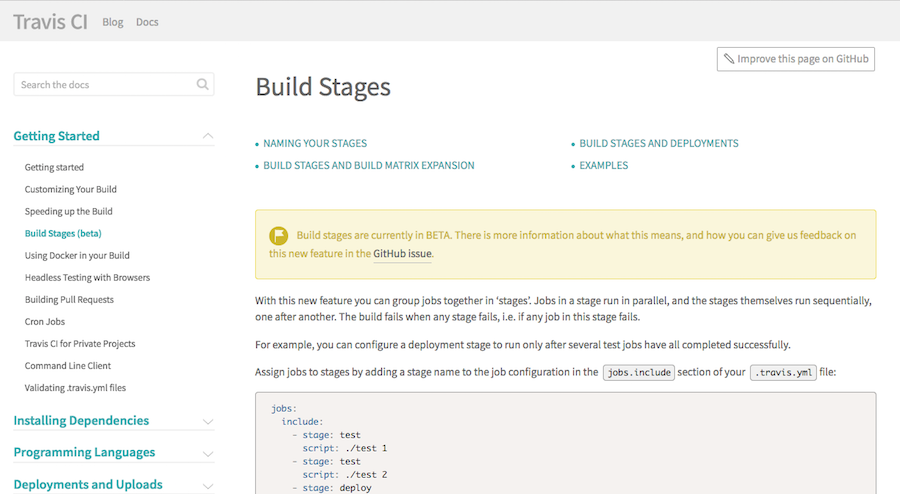 Travis CI Blog Docs
Improve this page on GitHub
Search the docs
Getting Started
Getting started
Customizing Your Build
Speeding up the Build
Build Stages (beta)
Using Docker in your Build
Headless Testing with Browsers
Building Pull Requests
Cron Jobs
Travis CI for Private Projects
Command Line Client
Validating .travis.yml files
Installing Dependencies
Programming Languages
Deployments and Uploads
Build Stages
NAMING YOUR STAGES
BUILD STAGES AND BUILD MATRIX EXPANSION
BUILD STAGES AND DEPLOYMENTS
EXAMPLES
Build stages are currently in BETA. There is more information about what this means, and how you can give us feedback on
this new feature in the GitHub issue.
With this new feature you can group jobs together in ‘stages’. Jobs in a stage run in parallel, and the stages themselves run sequentially,
one after another. The build fails when any stage fails, i.e. if any job in this stage fails.
For example, you can configure a deployment stage to run only after several test jobs have all completed successfully.
Assign jobs to stages by adding a stage name to the job configuration in the jobs.include section of your .travis.yml file:
jobs:
include:
- stage: test
script: ./test 1
- stage: test
script: ./test 2
- stage: deploy